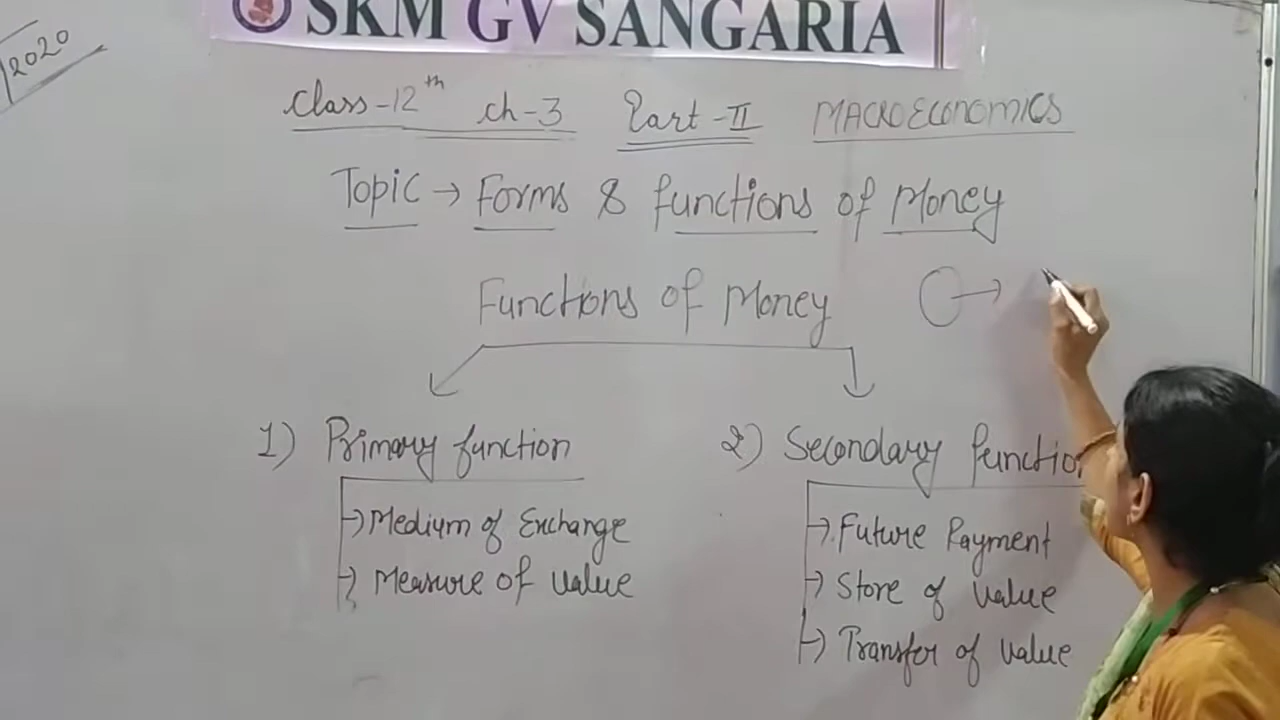 SKM GV SANGARIA
2020
Class-12th ch-3 Part-II MACROECONOMICS
Topic → Forms & functions of Money
Functions of Money
1) Primary function
→ Medium of Exchange
→ Measure of value
2) Secondary functio
→ Future Payment
→ Store of value
→ Transfer of value